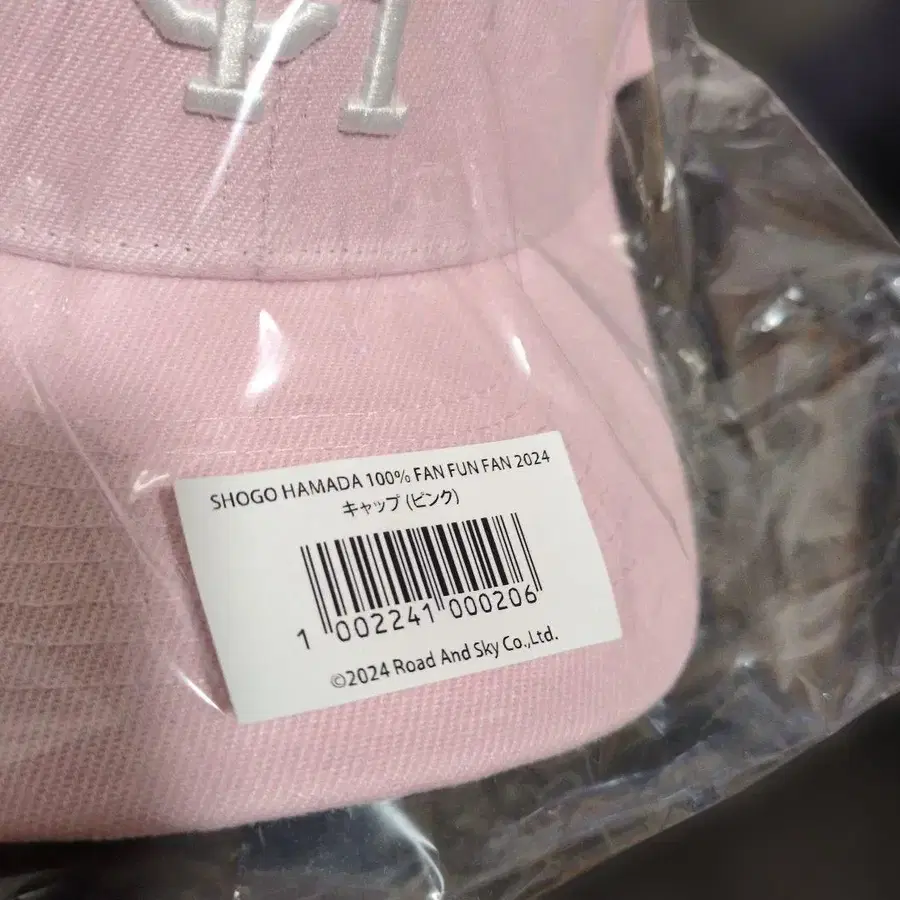 SH
SHOGO HAMADA 100% FAN FUN FAN 2024
キャップ (ピンク)
1 002241 000206
©2024 Road And Sky Co.,Ltd.